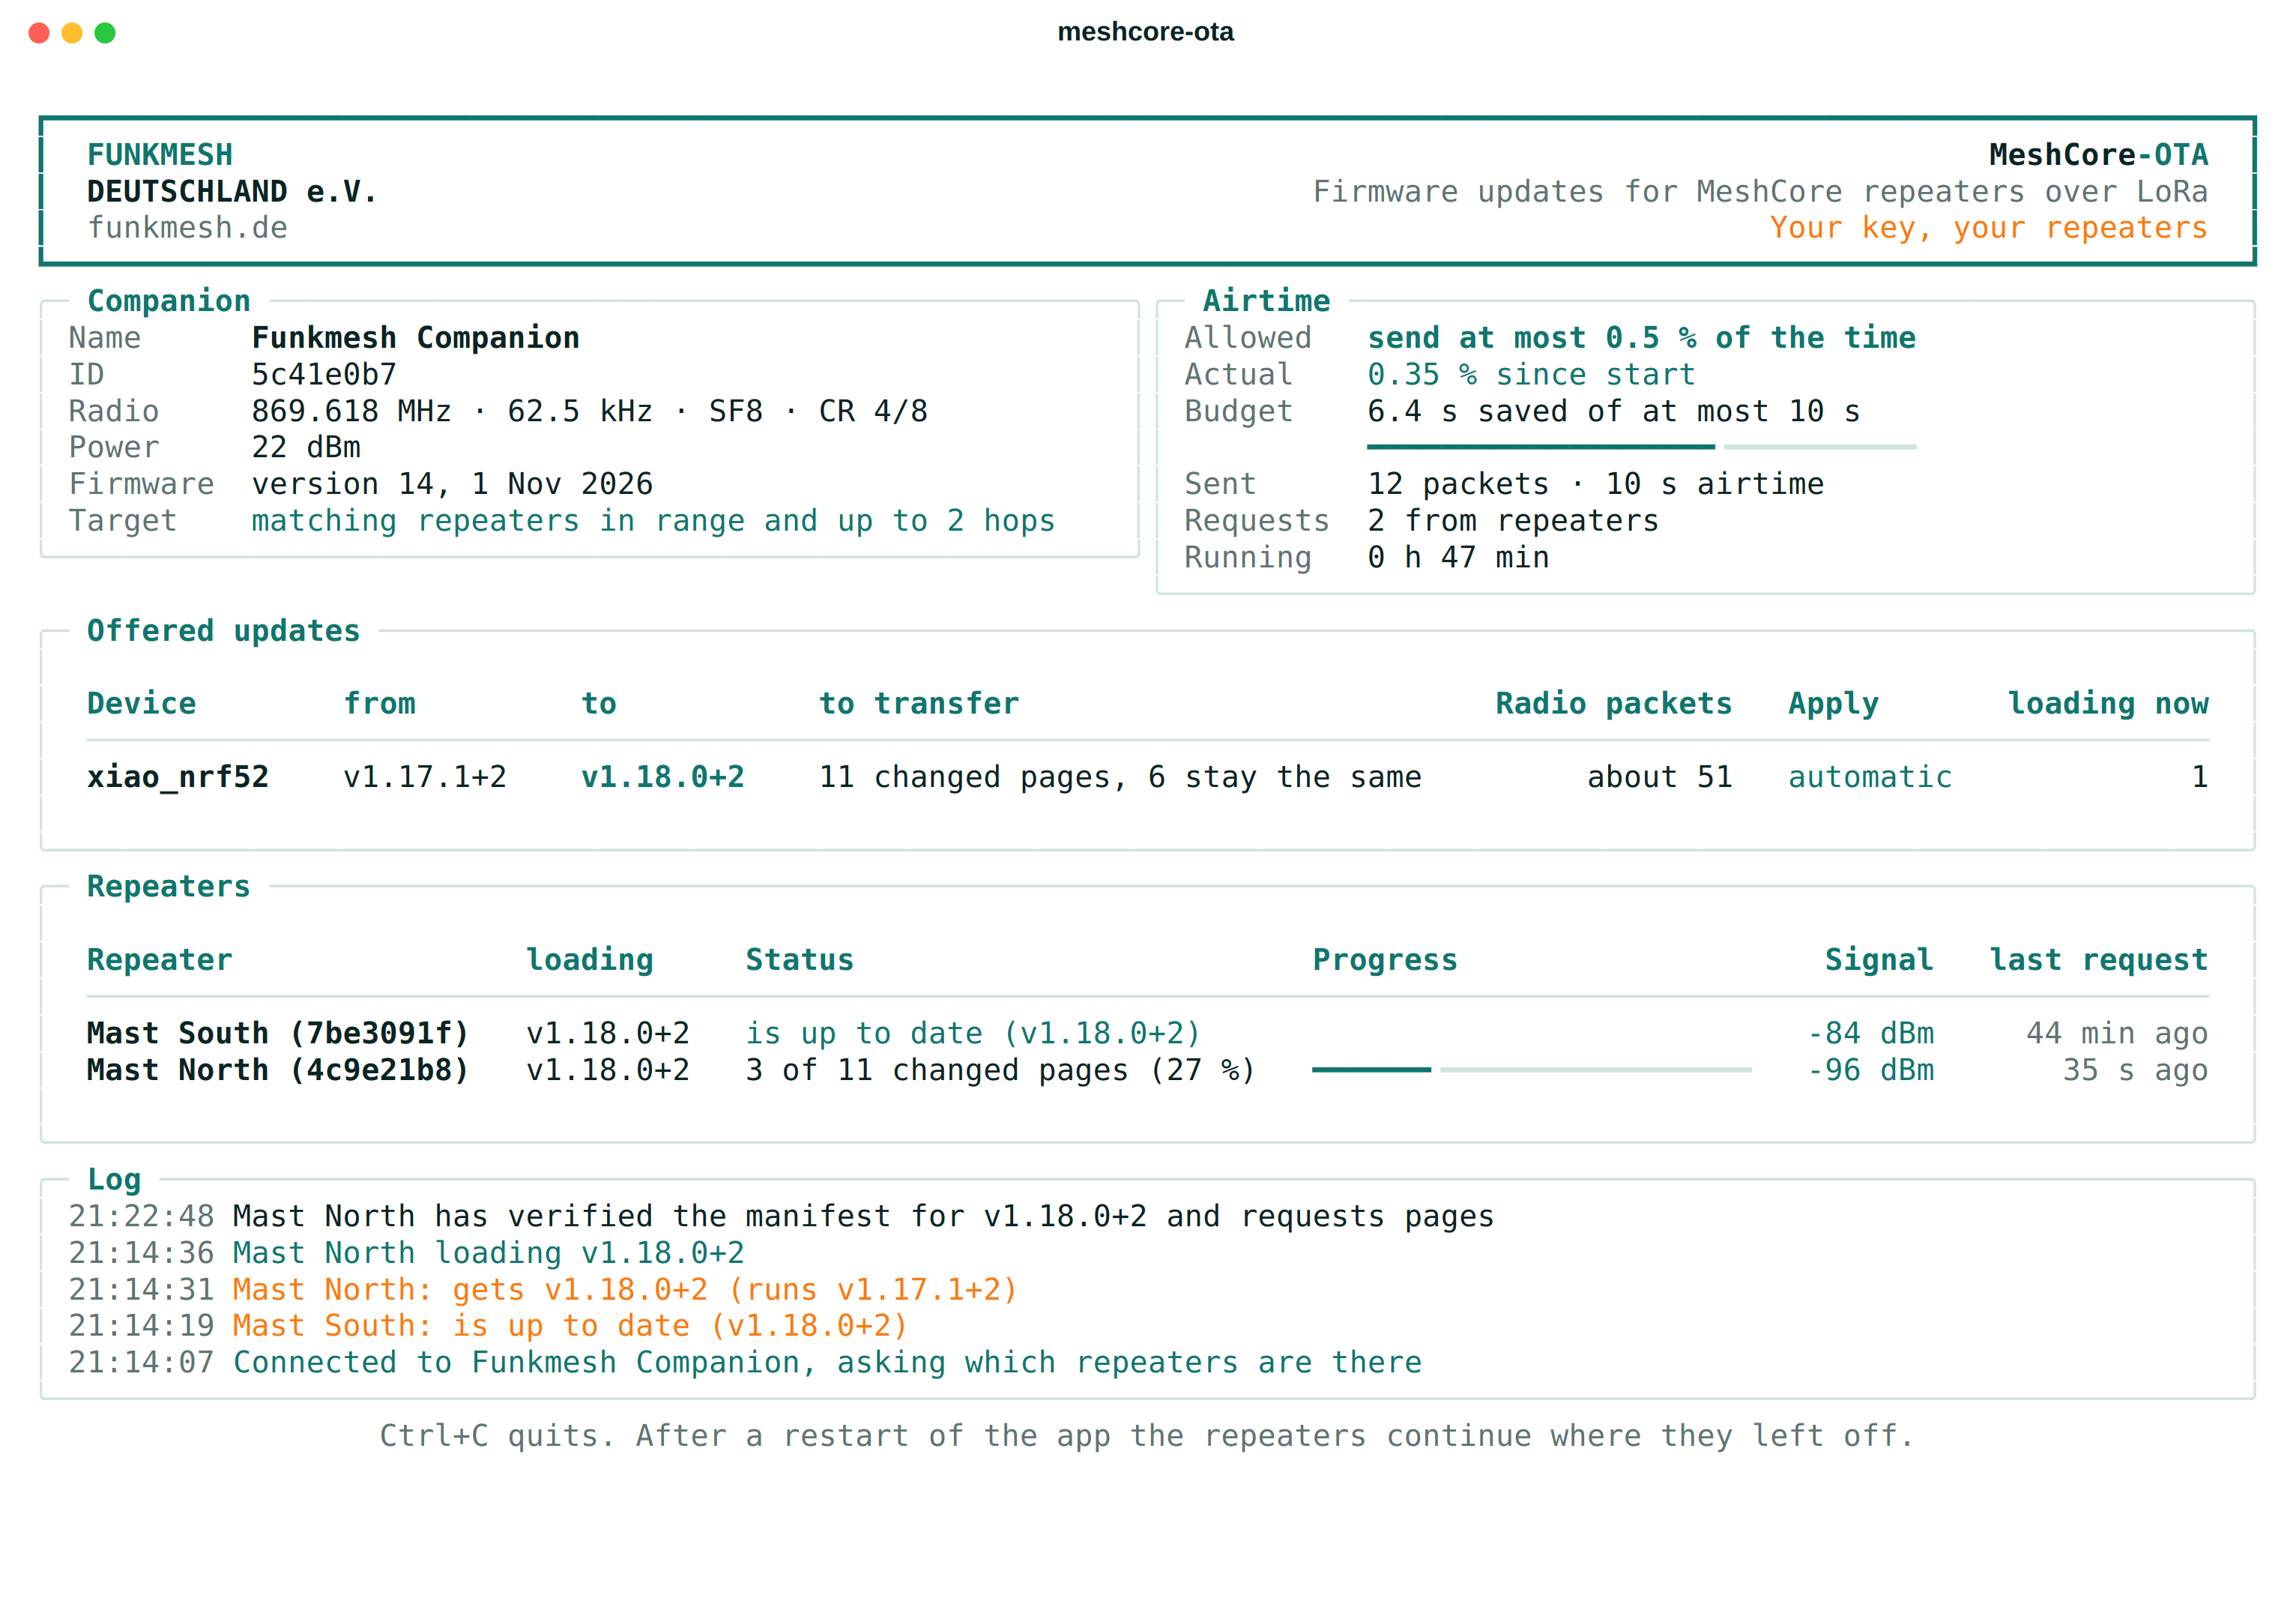 meshcore-ota
FUNKMESH
DEUTSCHLAND e.V.
funkmesh.de
MeshCore-OTA
Firmware updates for MeshCore repeaters over LoRa
Your key, your repeaters
Companion
Name Funkmesh Companion
ID 5c41e0b7
Radio 869.618 MHz · 62.5 kHz · SF8 · CR 4/8
Power 22 dBm
Firmware version 14, 1 Nov 2026
Target matching repeaters in range and up to 2 hops
Airtime
Allowed send at most 0.5 % of the time
Actual 0.35 % since start
Budget 6.4 s saved of at most 10 s
Sent 12 packets · 10 s airtime
Requests 2 from repeaters
Running 0 h 47 min
Offered updates
Device from to to transfer Radio packets Apply loading now
xiao_nrf52 v1.17.1+2 v1.18.0+2 11 changed pages, 6 stay the same about 51 automatic 1
Repeaters
Repeater loading Status Progress Signal last request
Mast South (7be3091f) v1.18.0+2 is up to date (v1.18.0+2) -84 dBm 44 min ago
Mast North (4c9e21b8) v1.18.0+2 3 of 11 changed pages (27 %) -96 dBm 35 s ago
Log
21:22:48 Mast North has verified the manifest for v1.18.0+2 and requests pages
21:14:36 Mast North loading v1.18.0+2
21:14:31 Mast North: gets v1.18.0+2 (runs v1.17.1+2)
21:14:19 Mast South: is up to date (v1.18.0+2)
21:14:07 Connected to Funkmesh Companion, asking which repeaters are there
Ctrl+C quits. After a restart of the app the repeaters continue where they left off.